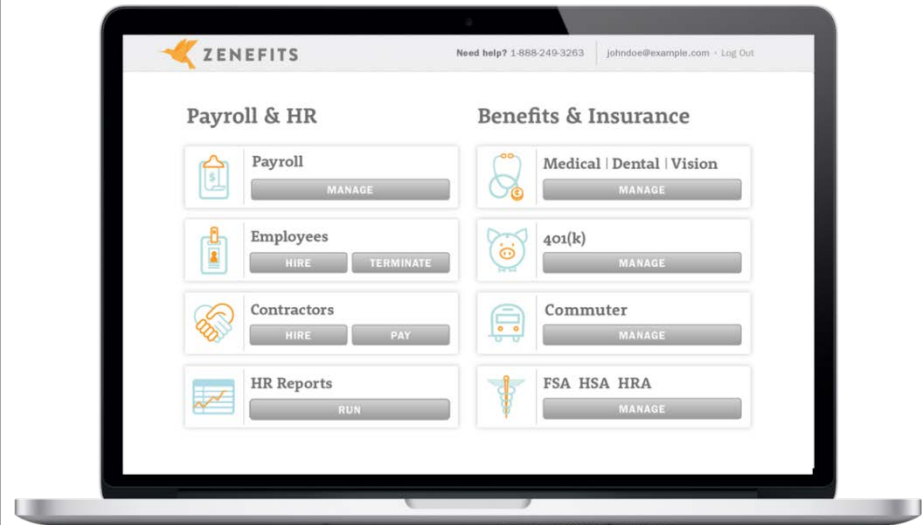 ZENEFITS
Need help? 1-888-249-3263
johndoe@example.com · Log Out
Payroll & HR
Payroll
MANAGE
Employees
HIRE TERMINATE
Contractors
HIRE PAY
HR Reports
RUN
Benefits & Insurance
Medical | Dental | Vision
MANAGE
401(k)
MANAGE
Commuter
MANAGE
FSA HSA HRA
MANAGE